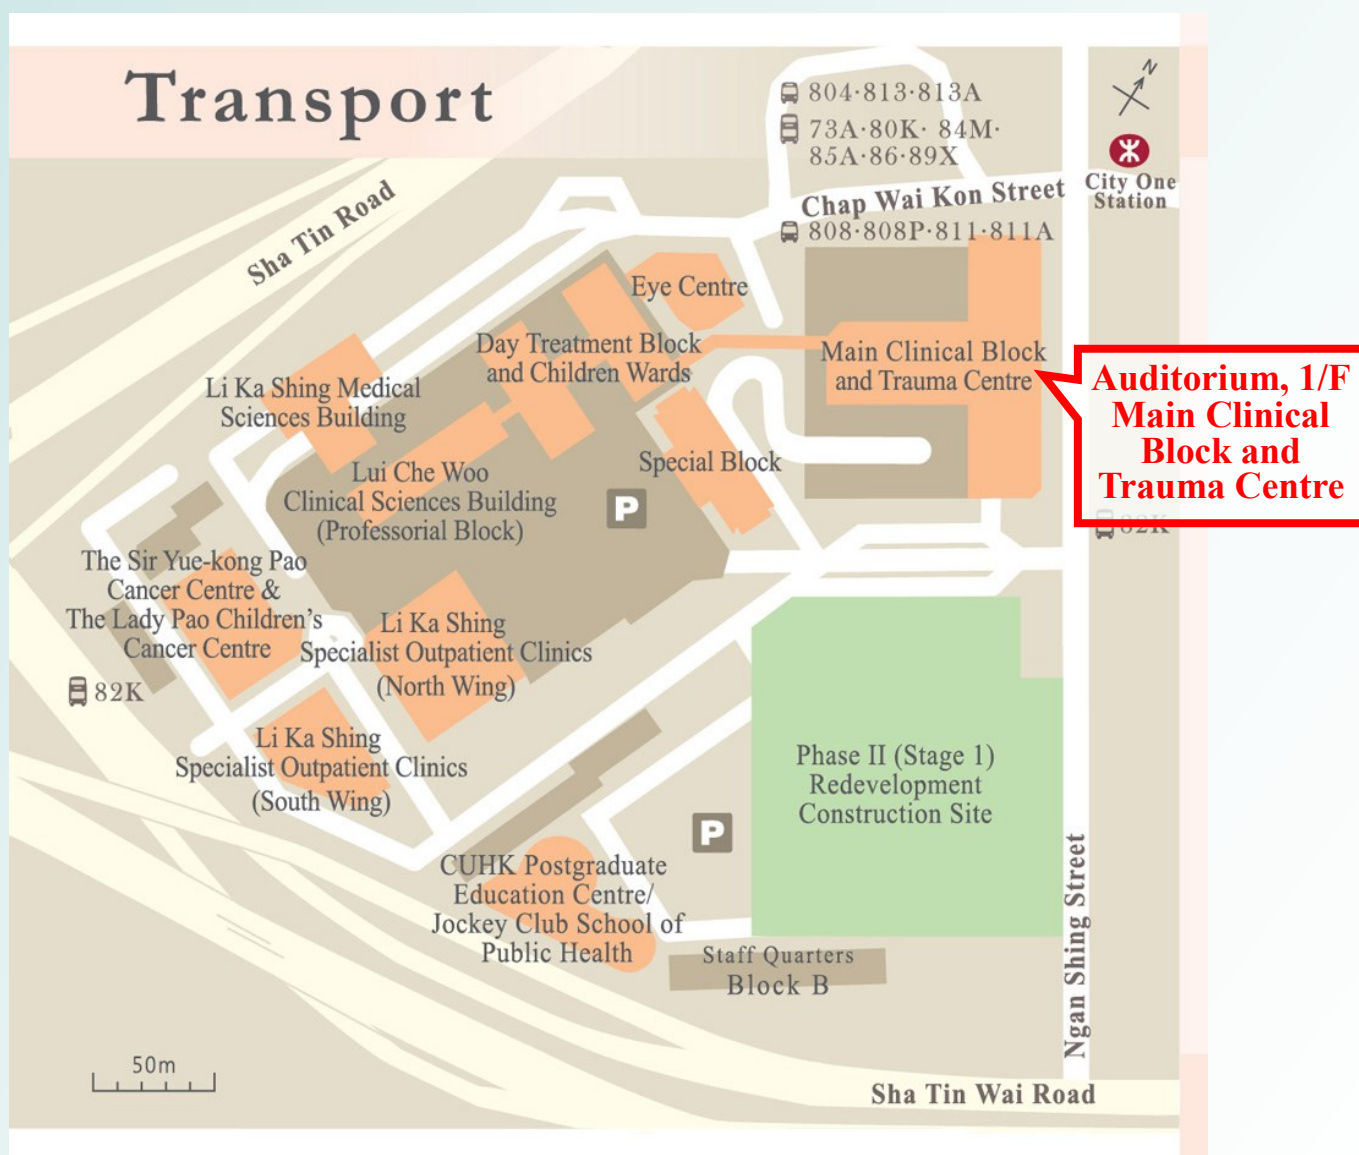 Transport
N
804·813·813A
73A·80K· 84M·
85A·86·89X
City One
Station
Chap Wai Kon Street
808·808P·811·811A
Sha Tin Road
Eye Centre
Day Treatment Block
and Children Wards
Main Clinical Block
and Trauma Centre
Auditorium, 1/F
Main Clinical
Block and
Trauma Centre
Li Ka Shing Medical
Sciences Building
Lui Che Woo
Clinical Sciences Building
(Professorial Block)
Special Block
P
82K
The Sir Yue-kong Pao
Cancer Centre &
The Lady Pao Children's
Cancer Centre
Li Ka Shing
Specialist Outpatient Clinics
(North Wing)
82K
Li Ka Shing
Specialist Outpatient Clinics
(South Wing)
Phase II (Stage 1)
Redevelopment
Construction Site
P
CUHK Postgraduate
Education Centre/
Jockey Club School of
Public Health
Staff Quarters
Block B
Ngan Shing Street
50m
Sha Tin Wai Road